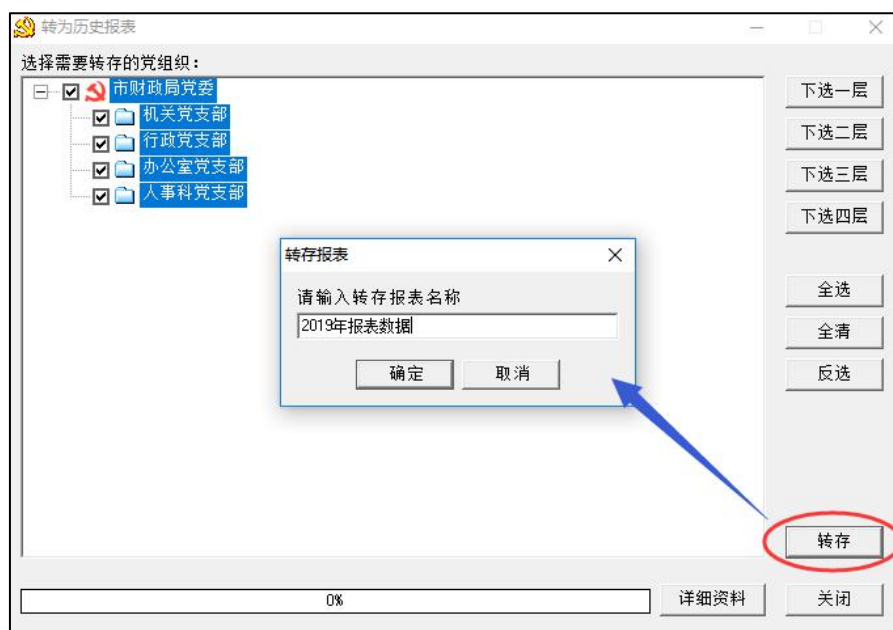 转为历史报表
选择需要转存的党组织：
市财政局党委
机关党支部
行政党支部
办公室党支部
人事科党支部
下选一层
下选二层
下选三层
下选四层
全选
全清
反选
转存报表
请输入转存报表名称
2019年报表数据
确定
取消
转存
0%
详细资料
关闭